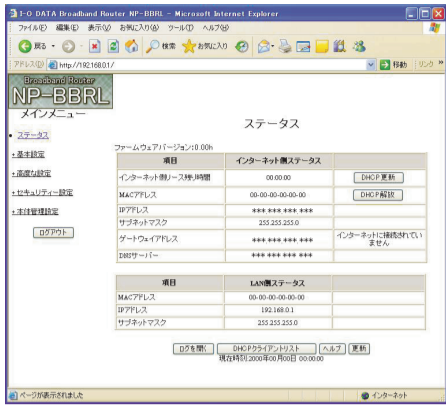 I-O DATA Broadband Router NP-BBRL - Microsoft Internet Explorer
ファイル(F) 編集(E) 表示(V) お気に入り(A) ツール(T) ヘルプ(H)
戻る 検索 お気に入り
アドレス(D) http://192.168.0.1/ 移動 リンク »
Broadband Router
NP-BBRL
メインメニュー
ステータス
・ステータス
ファームウェアバージョン:0.00h
+基本設定
+高度な設定
+セキュリティー設定
+本体管理設定
ログアウト
項目 インターネット側ステータス
インターネット側リース残り時間 00:00:00 DHCP更新
MACアドレス 00-00-00-00-00-00 DHCP解放
IPアドレス ***.***.***.***
サブネットマスク 255.255.255.0
ゲートウェイアドレス ***.***.***.*** インターネットに接続されていません
DNSサーバー ***.***.***.***
項目 LAN側ステータス
MACアドレス 00-00-00-00-00-00
IPアドレス 192.168.0.1
サブネットマスク 255.255.255.0
ログを開く DHCPクライアントリスト ヘルプ 更新
現在時刻:2000年00月00日 00:00:00
ページが表示されました インターネット